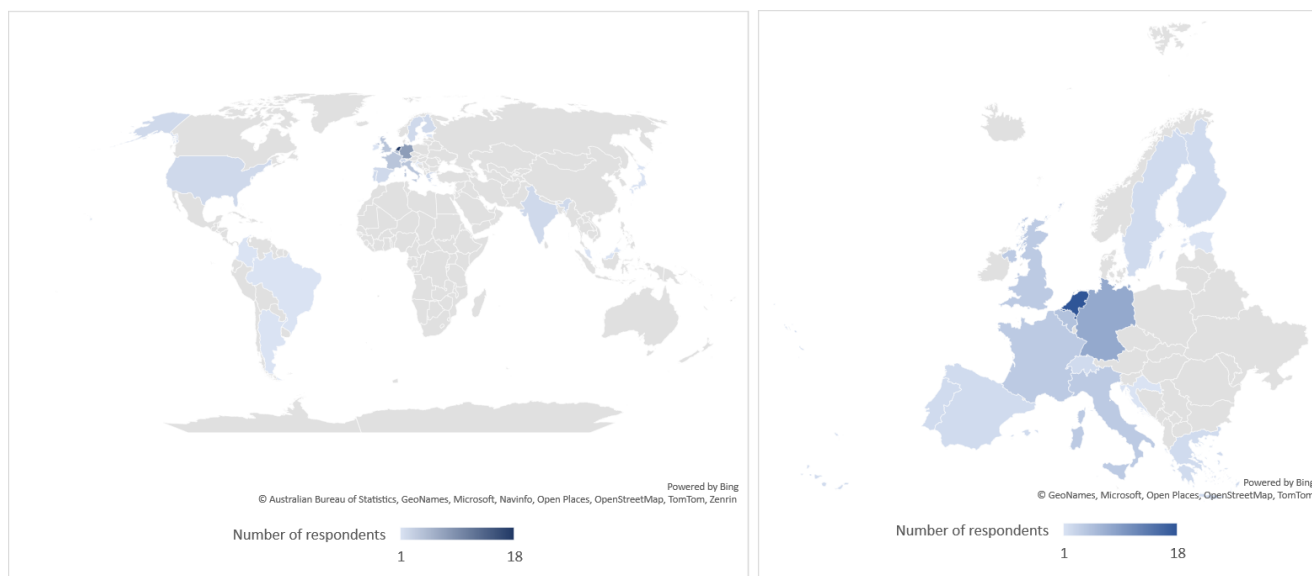 Powered by Bing
© Australian Bureau of Statistics, GeoNames, Microsoft, Navinfo, Open Places, OpenStreetMap, TomTom, Zenrin
Number of respondents
1 18
Powered by Bing
© GeoNames, Microsoft, Open Places, OpenStreetMap, TomTom
Number of respondents
1 18